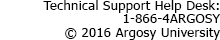 Technical Support Help Desk:
1-866-4ARGOSY
© 2016 Argosy University